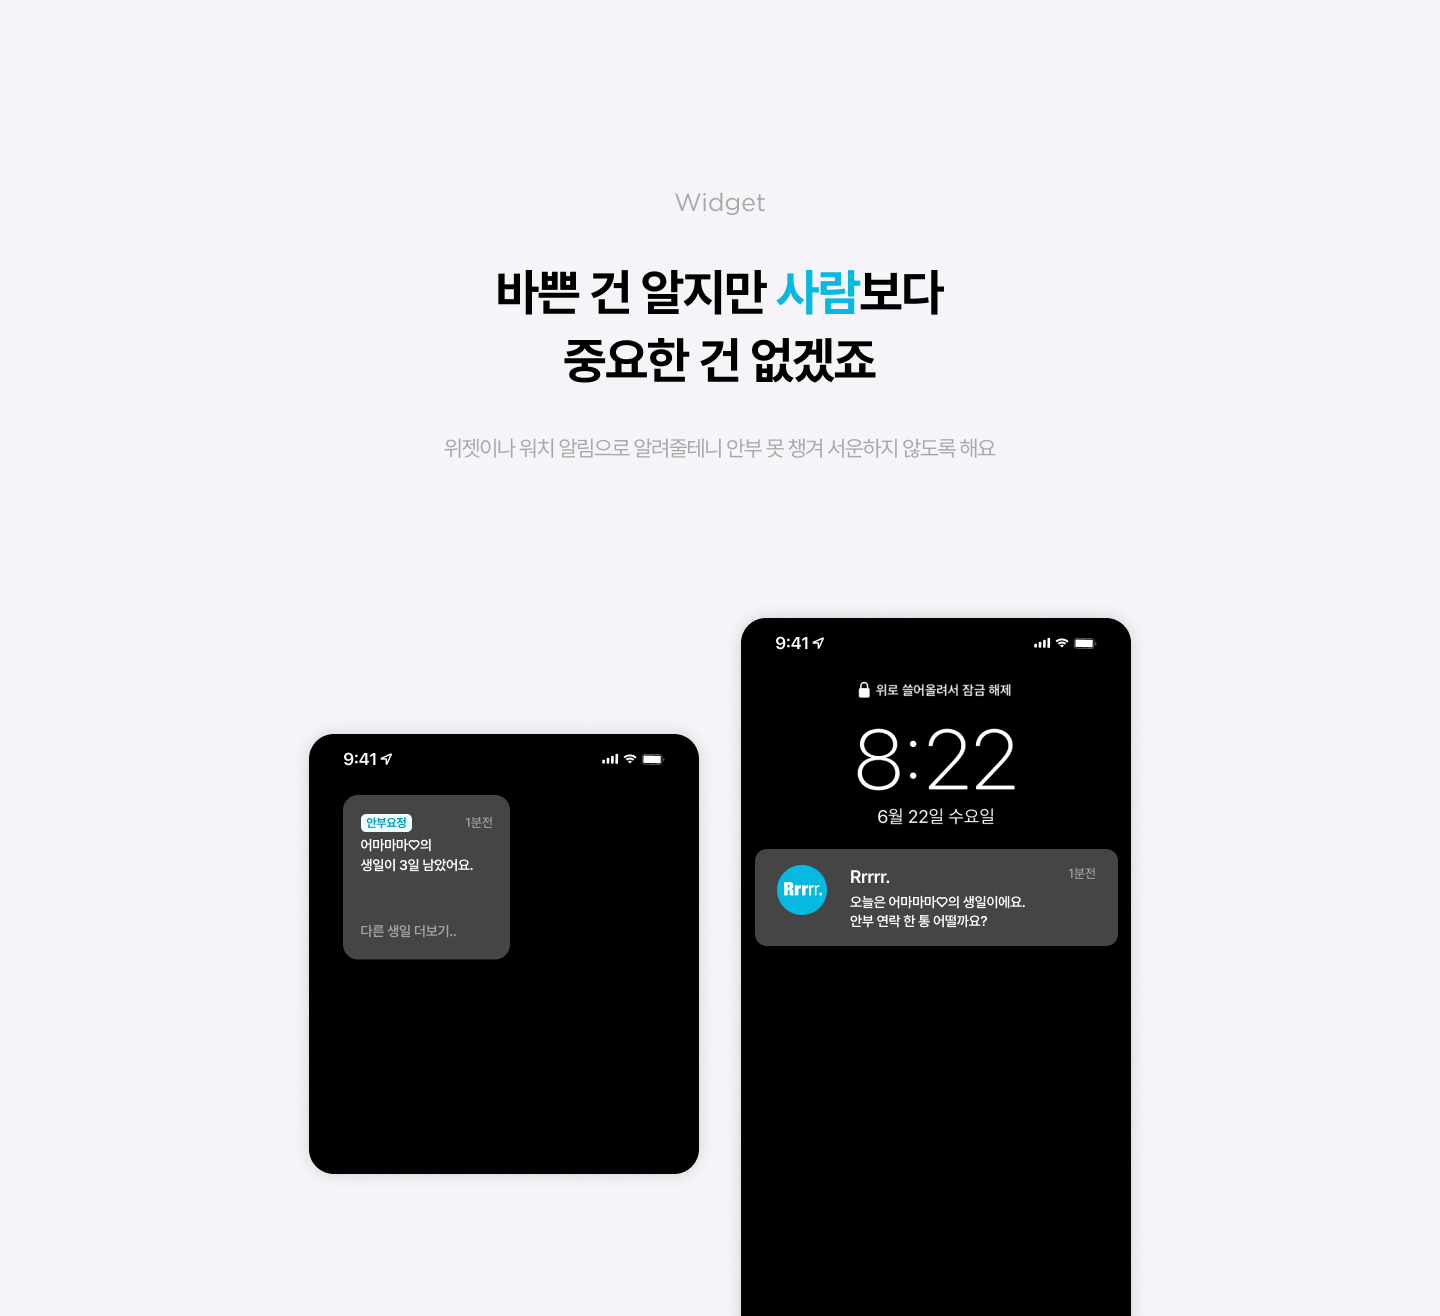 Widget
바쁜 건 알지만 사람보다
중요한 건 없겠죠
위젯이나 워치 알림으로 알려줄테니 안부 못 챙겨 서운하지 않도록 해요
9:41
안부요정 1분전
어마마마♡의
생일이 3일 남았어요.
다른 생일 더보기..
9:41
위로 쓸어올려서 잠금 해제
8:22
6월 22일 수요일
Rrrrr.
Rrrrr. 1분전
오늘은 어마마마♡의 생일이에요.
안부 연락 한 통 어떨까요?